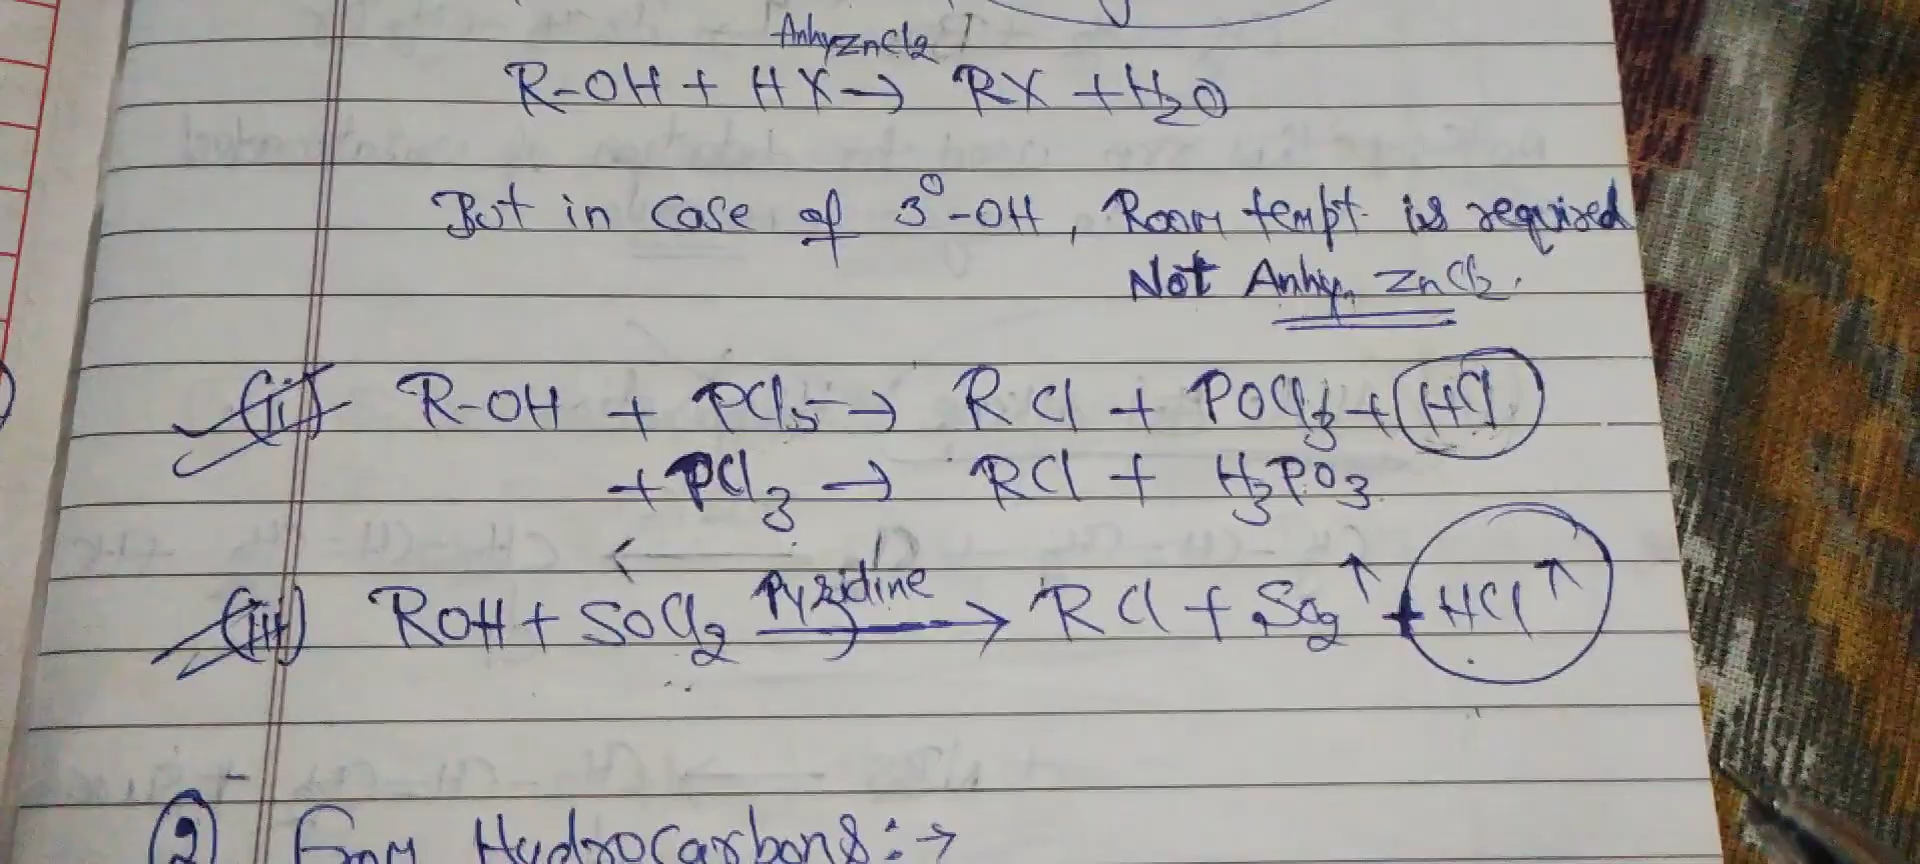 Anhy ZnCl2
R-OH + HX → RX + H2O
But in case of 3°-OH, Room tempt. is required
Not Anhy. ZnCl2.
(ii) R-OH + PCl5 → RCl + POCl3 + HCl
+ PCl3 → RCl + H3PO3
←
Pyridine
(iii) ROH + SOCl2 → RCl + SO2 ↑ + HCl ↑
2 From Hydrocarbons :→